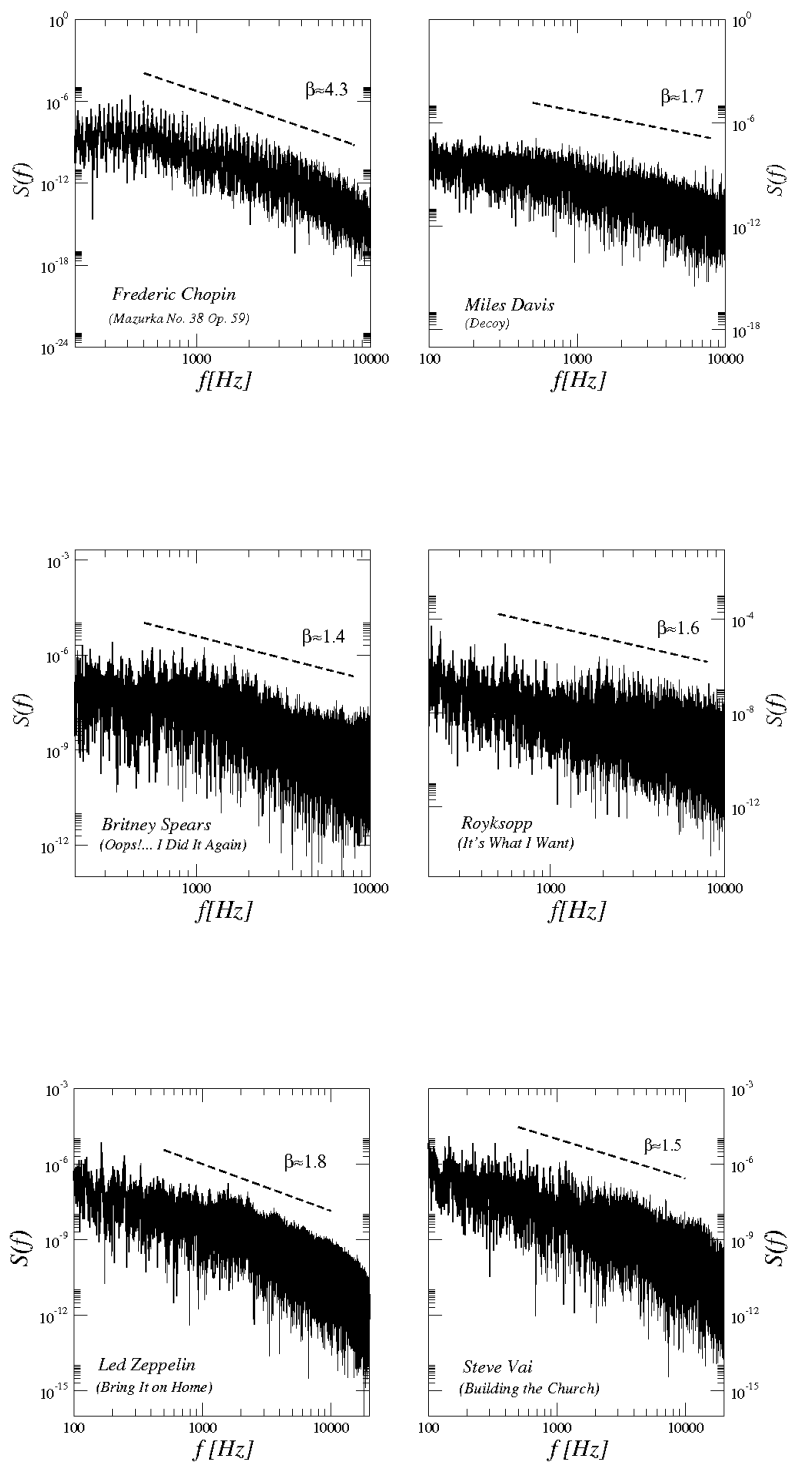 10^0
10^-6
10^-12
10^-18
10^-24
S(f)
β≈4.3
Frederic Chopin
(Mazurka No. 38 Op. 59)
1000 10000
f[Hz]
10^0
10^-6
10^-12
10^-18
S(f)
β≈1.7
Miles Davis
(Decoy)
100 1000 10000
f[Hz]
10^-3
10^-6
10^-9
10^-12
S(f)
β≈1.4
Britney Spears
(Oops!... I Did It Again)
1000 10000
f[Hz]
10^-4
10^-8
10^-12
S(f)
β≈1.6
Royksopp
(It's What I Want)
1000 10000
f[Hz]
10^-3
10^-6
10^-9
10^-12
10^-15
S(f)
β≈1.8
Led Zeppelin
(Bring It on Home)
100 1000 10000
f [Hz]
10^-3
10^-6
10^-9
10^-12
10^-15
S(f)
β≈1.5
Steve Vai
(Building the Church)
100 1000 10000
f [Hz]